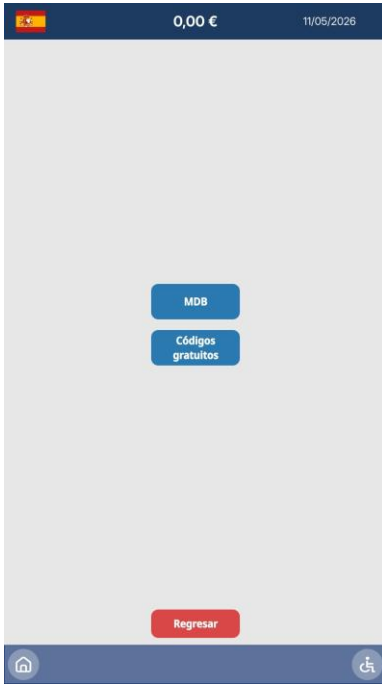 0,00 €
11/05/2026
MDB
Códigos
gratuitos
Regresar